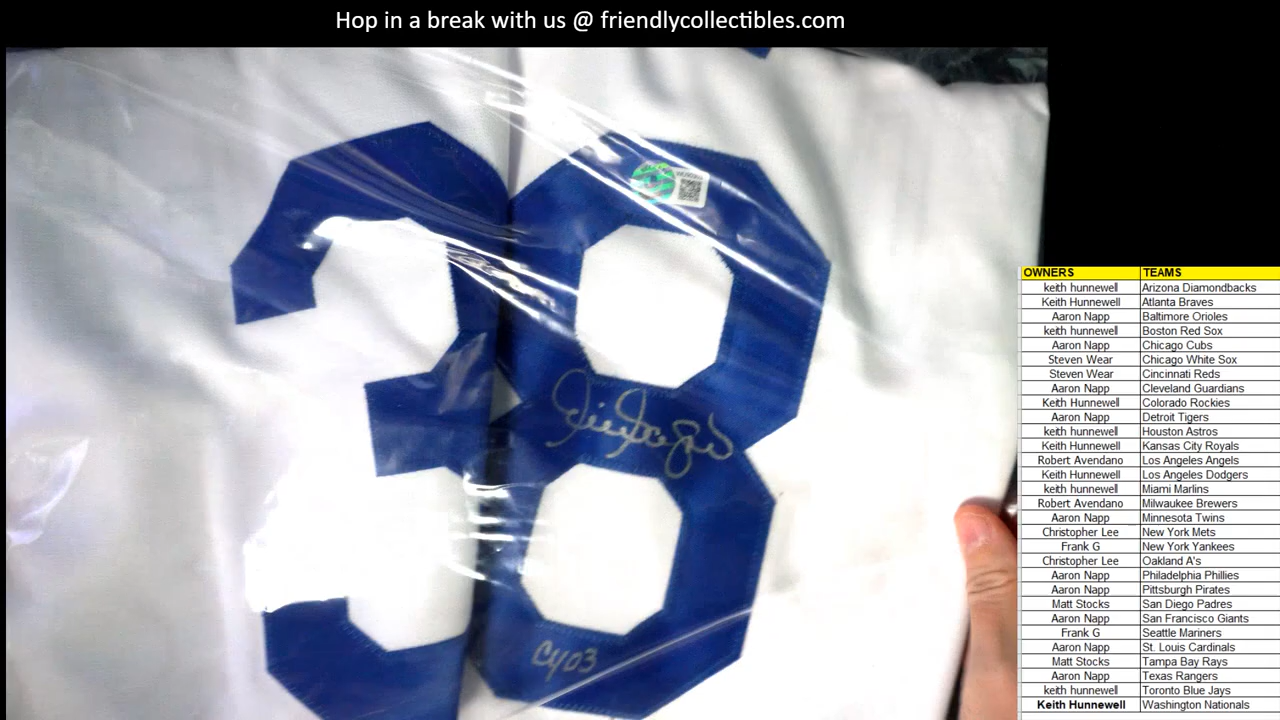 Hop in a break with us @ friendlycollectibles.com
38
CY03
OWNERS TEAMS
keith hunnewell Arizona Diamondbacks
Keith Hunnewell Atlanta Braves
Aaron Napp Baltimore Orioles
keith hunnewell Boston Red Sox
Aaron Napp Chicago Cubs
Steven Wear Chicago White Sox
Steven Wear Cincinnati Reds
Aaron Napp Cleveland Guardians
Keith Hunnewell Colorado Rockies
Aaron Napp Detroit Tigers
keith hunnewell Houston Astros
Keith Hunnewell Kansas City Royals
Robert Avendano Los Angeles Angels
Keith Hunnewell Los Angeles Dodgers
keith hunnewell Miami Marlins
Robert Avendano Milwaukee Brewers
Aaron Napp Minnesota Twins
Christopher Lee New York Mets
Frank G New York Yankees
Christopher Lee Oakland A's
Aaron Napp Philadelphia Phillies
Aaron Napp Pittsburgh Pirates
Matt Stocks San Diego Padres
Aaron Napp San Francisco Giants
Frank G Seattle Mariners
Aaron Napp St. Louis Cardinals
Matt Stocks Tampa Bay Rays
Aaron Napp Texas Rangers
keith hunnewell Toronto Blue Jays
Keith Hunnewell Washington Nationals